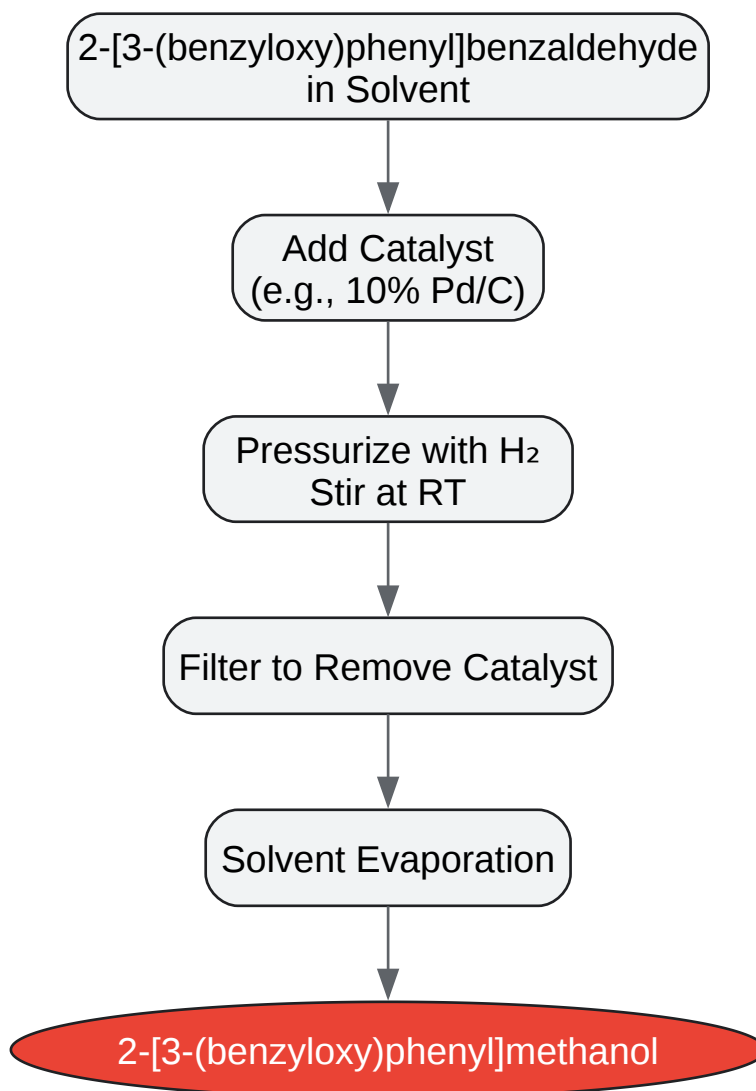 2-[3-(benzyloxy)phenyl]benzaldehyde
in Solvent
Add Catalyst
(e.g., 10% Pd/C)
Pressurize with H₂
Stir at RT
Filter to Remove Catalyst
Solvent Evaporation
2-[3-(benzyloxy)phenyl]methanol